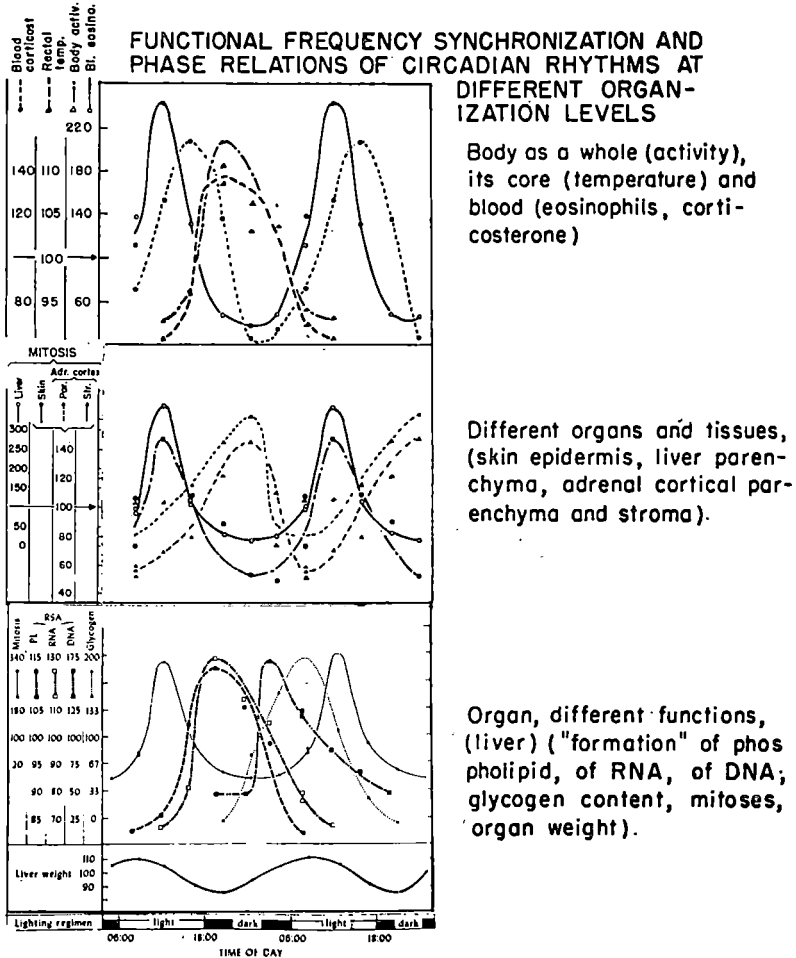 Blood corticost
Rectal temp.
Body activ.
Bl. eosino.
FUNCTIONAL FREQUENCY SYNCHRONIZATION AND
PHASE RELATIONS OF CIRCADIAN RHYTHMS AT
DIFFERENT ORGAN-
IZATION LEVELS
220
140 110 180
120 105 140
100
80 95 60
Body as a whole (activity),
its core (temperature) and
blood (eosinophils, corti-
costerone)
MITOSIS
Adr. cortex
Liver
Skin
Par.
Str.
300
250 140
200
150 120
100
50 80
0
60
40
Different organs and tissues,
(skin epidermis, liver paren-
chyma, adrenal cortical par-
enchyma and stroma).
RSA
Mitosis PL RNA DNA Glycogen
340 115 130 175 200
180 105 110 125 133
100 100 100 100 100
20 95 90 75 67
90 80 50 33
85 70 25 0
Organ, different functions,
(liver) ("formation" of phos
pholipid, of RNA, of DNA;
glycogen content, mitoses,
organ weight).
110
Liver weight 100
90
Lighting regimen light dark light dark
06:00 18:00 06:00 18:00
TIME OF DAY